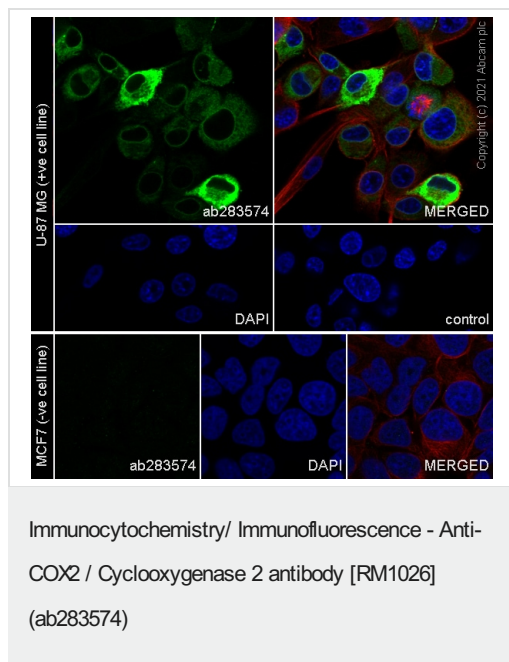 U-87 MG (+ve cell line)
ab283574
MERGED
Copyright (c) 2021 Abcam plc
DAPI
control
MCF7 (-ve cell line)
ab283574
DAPI
MERGED
Immunocytochemistry/ Immunofluorescence - Anti-
COX2 / Cyclooxygenase 2 antibody [RM1026]
(ab283574)